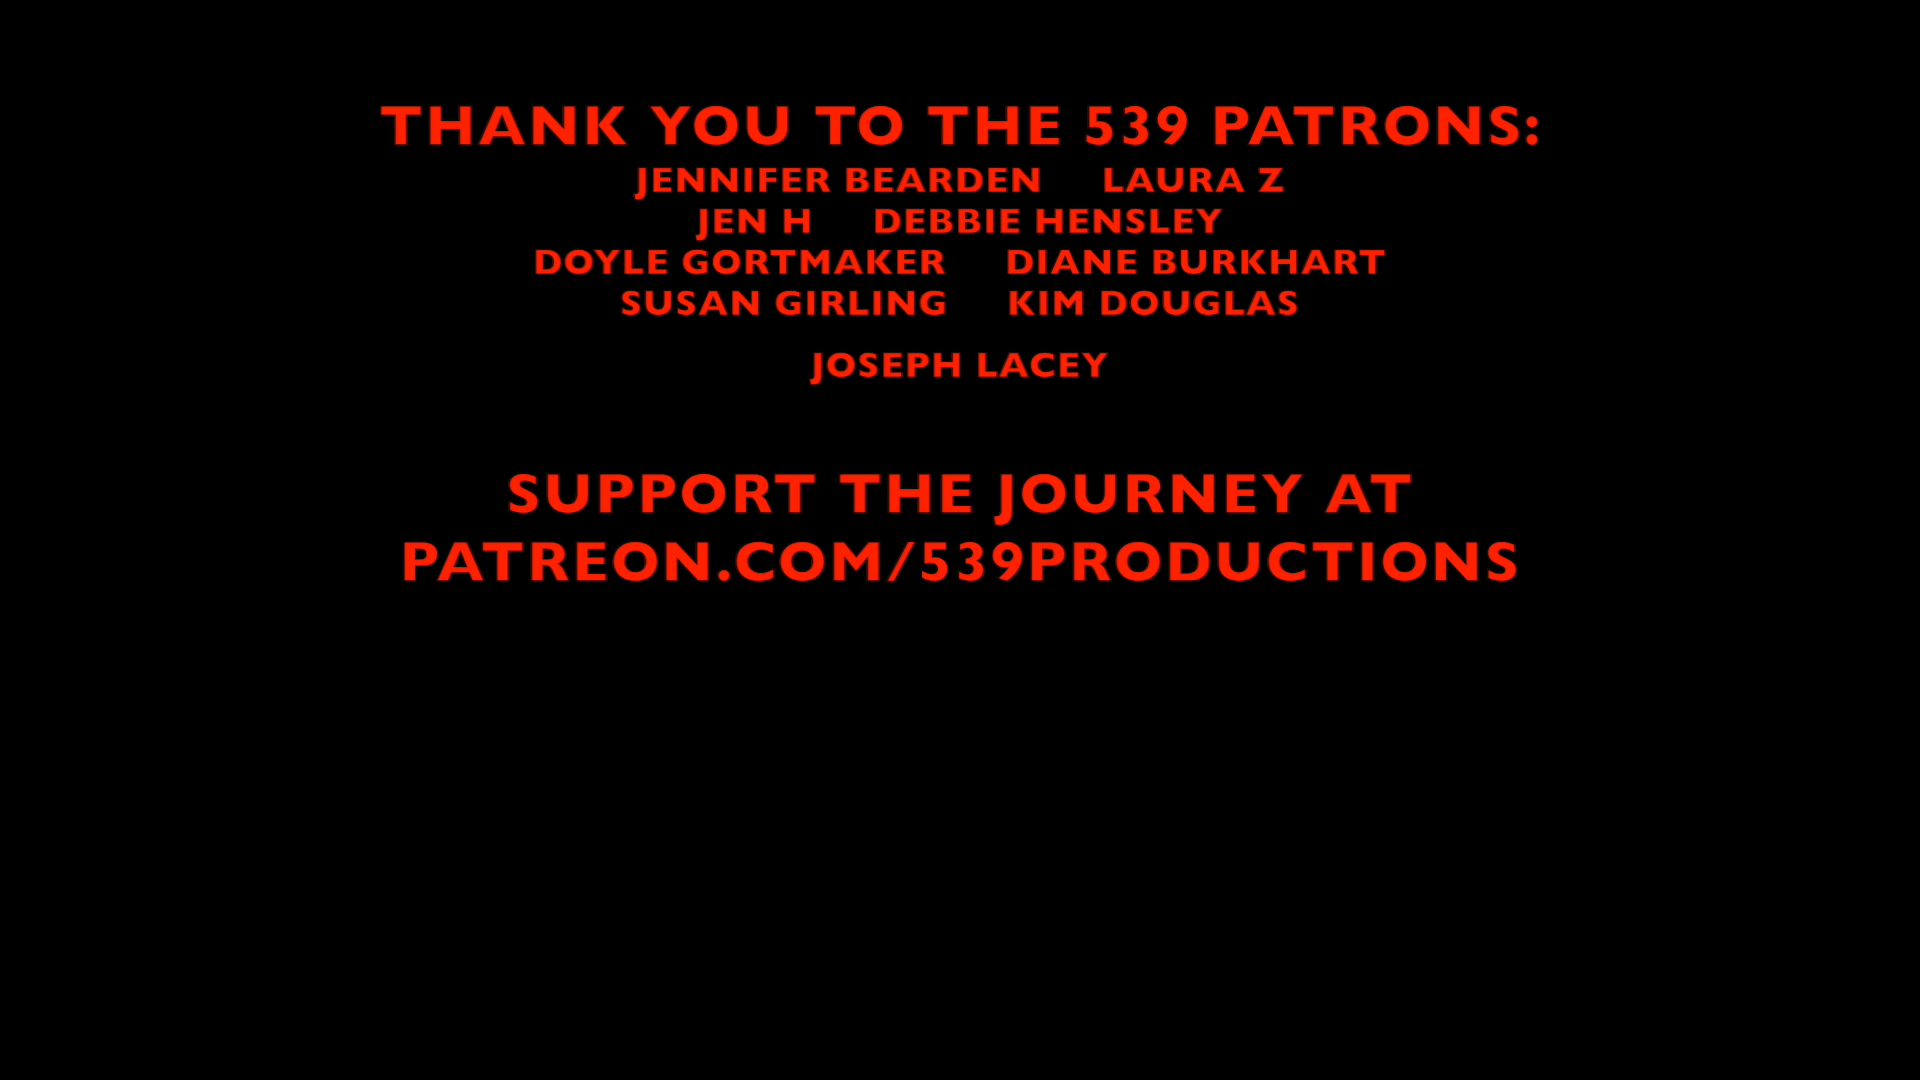 THANK YOU TO THE 539 PATRONS:
JENNIFER BEARDEN LAURA Z
JEN H DEBBIE HENSLEY
DOYLE GORTMAKER DIANE BURKHART
SUSAN GIRLING KIM DOUGLAS
JOSEPH LACEY
SUPPORT THE JOURNEY AT
PATREON.COM/539PRODUCTIONS